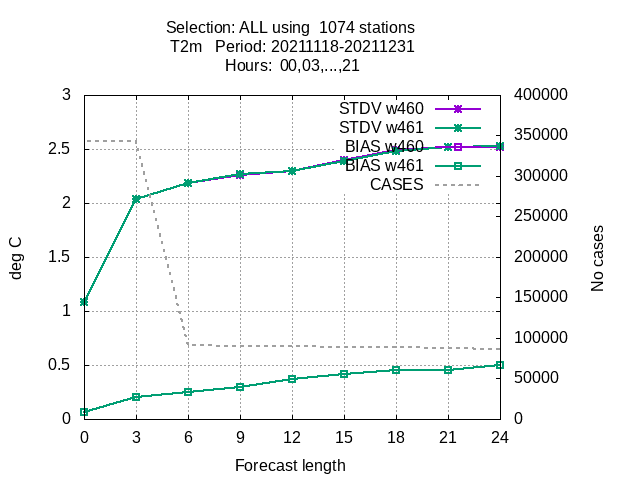 Selection: ALL using  1074 stations
T2m   Period: 20211118-20211231
Hours:  00,03,...,21
3
2.5
2
1.5
1
0.5
0
deg C
400000
350000
300000
250000
200000
150000
100000
50000
0
No cases
STDV w460
STDV w461
BIAS w460
BIAS w461
CASES
0 3 6 9 12 15 18 21 24
Forecast length